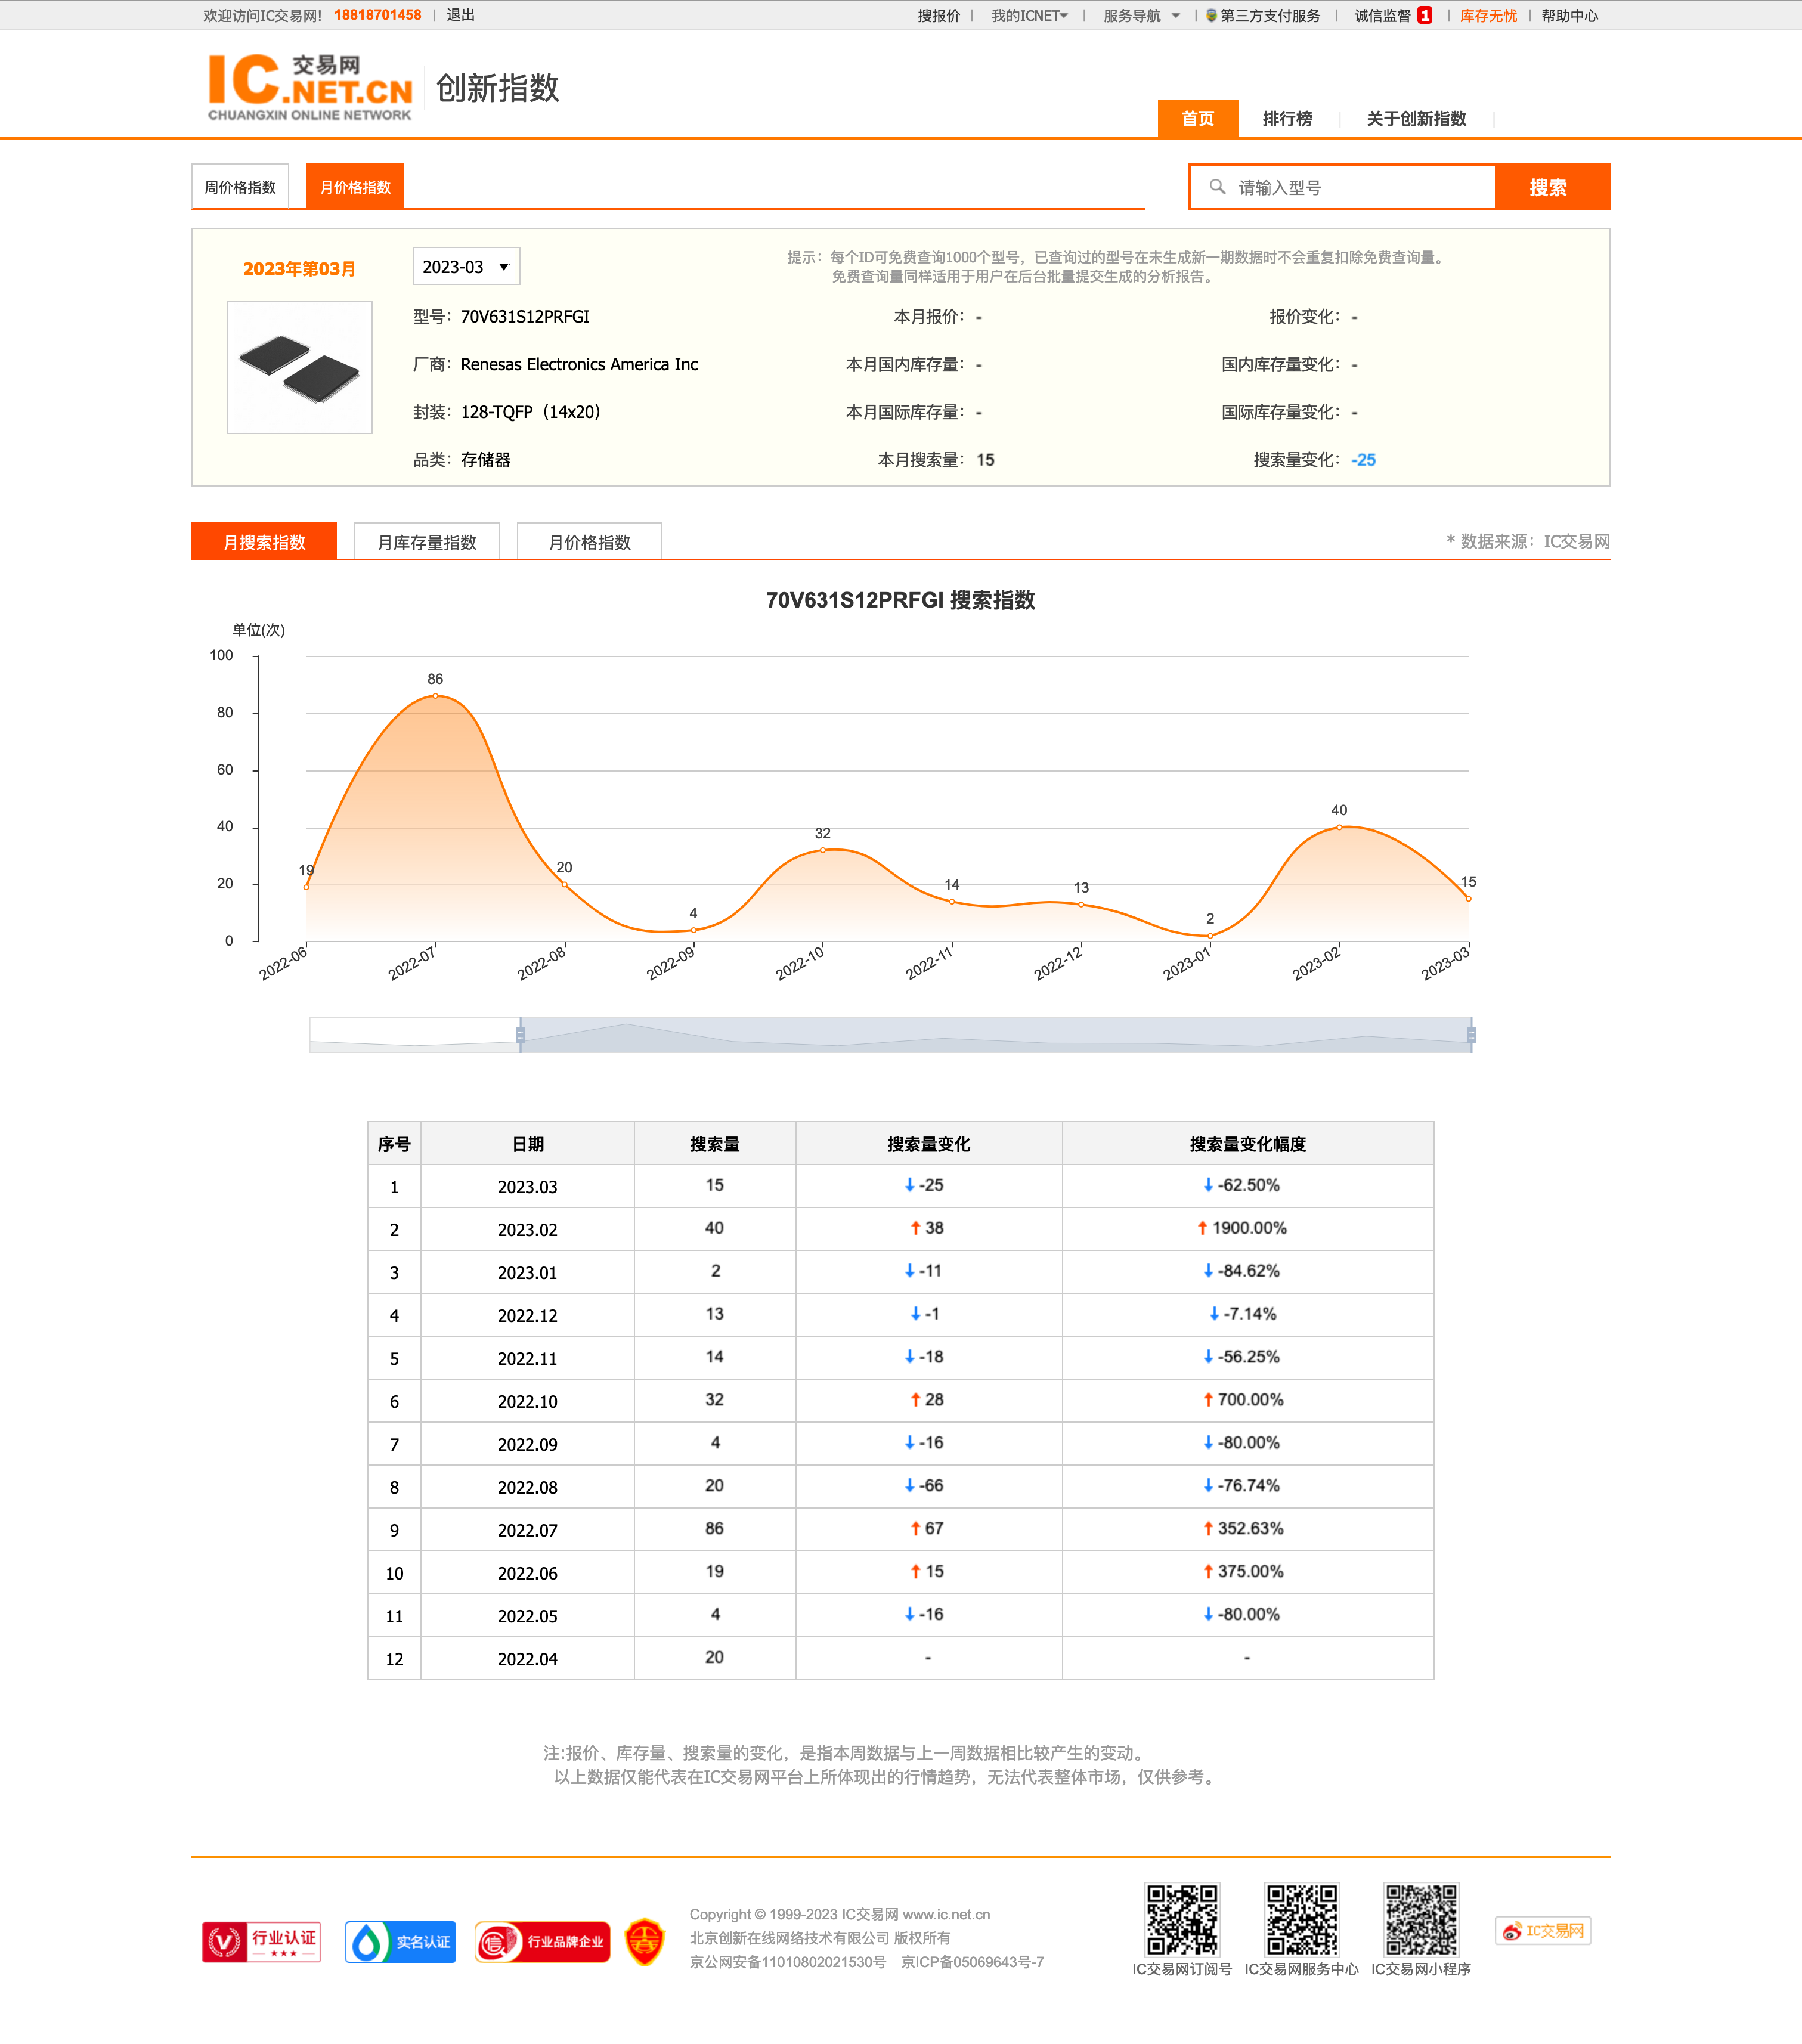 欢迎访问IC交易网! 18818701458 | 退出
搜报价 | 我的ICNET | 服务导航 | 第三方支付服务 | 诚信监督 1 | 库存无忧 | 帮助中心
IC 交易网
.NET.CN
CHUANGXIN ONLINE NETWORK
创新指数
首页 排行榜 关于创新指数
周价格指数 月价格指数
请输入型号 搜索
2023年第03月 2023-03
提示：每个ID可免费查询1000个型号，已查询过的型号在未生成新一期数据时不会重复扣除免费查询量。
免费查询量同样适用于用户在后台批量提交生成的分析报告。
型号：70V631S12PRFGI 本月报价：- 报价变化：-
厂商：Renesas Electronics America Inc 本月国内库存量：- 国内库存量变化：-
封装：128-TQFP（14x20） 本月国际库存量：- 国际库存量变化：-
品类：存储器 本月搜索量：15 搜索量变化：-25
月搜索指数 月库存量指数 月价格指数 * 数据来源：IC交易网
70V631S12PRFGI 搜索指数
单位(次)
100
80
60
40
20
0
19 86 20 4 32 14 13 2 40 15
2022-06 2022-07 2022-08 2022-09 2022-10 2022-11 2022-12 2023-01 2023-02 2023-03
序号 日期 搜索量 搜索量变化 搜索量变化幅度
1 2023.03 15 ↓ -25 ↓ -62.50%
2 2023.02 40 ↑ 38 ↑ 1900.00%
3 2023.01 2 ↓ -11 ↓ -84.62%
4 2022.12 13 ↓ -1 ↓ -7.14%
5 2022.11 14 ↓ -18 ↓ -56.25%
6 2022.10 32 ↑ 28 ↑ 700.00%
7 2022.09 4 ↓ -16 ↓ -80.00%
8 2022.08 20 ↓ -66 ↓ -76.74%
9 2022.07 86 ↑ 67 ↑ 352.63%
10 2022.06 19 ↑ 15 ↑ 375.00%
11 2022.05 4 ↓ -16 ↓ -80.00%
12 2022.04 20 - -
注:报价、库存量、搜索量的变化，是指本周数据与上一周数据相比较产生的变动。
以上数据仅能代表在IC交易网平台上所体现出的行情趋势，无法代表整体市场，仅供参考。
V 行业认证
实名认证
信 行业品牌企业
Copyright © 1999-2023 IC交易网 www.ic.net.cn
北京创新在线网络技术有限公司 版权所有
京公网安备11010802021530号 京ICP备05069643号-7
IC交易网订阅号 IC交易网服务中心 IC交易网小程序
IC交易网